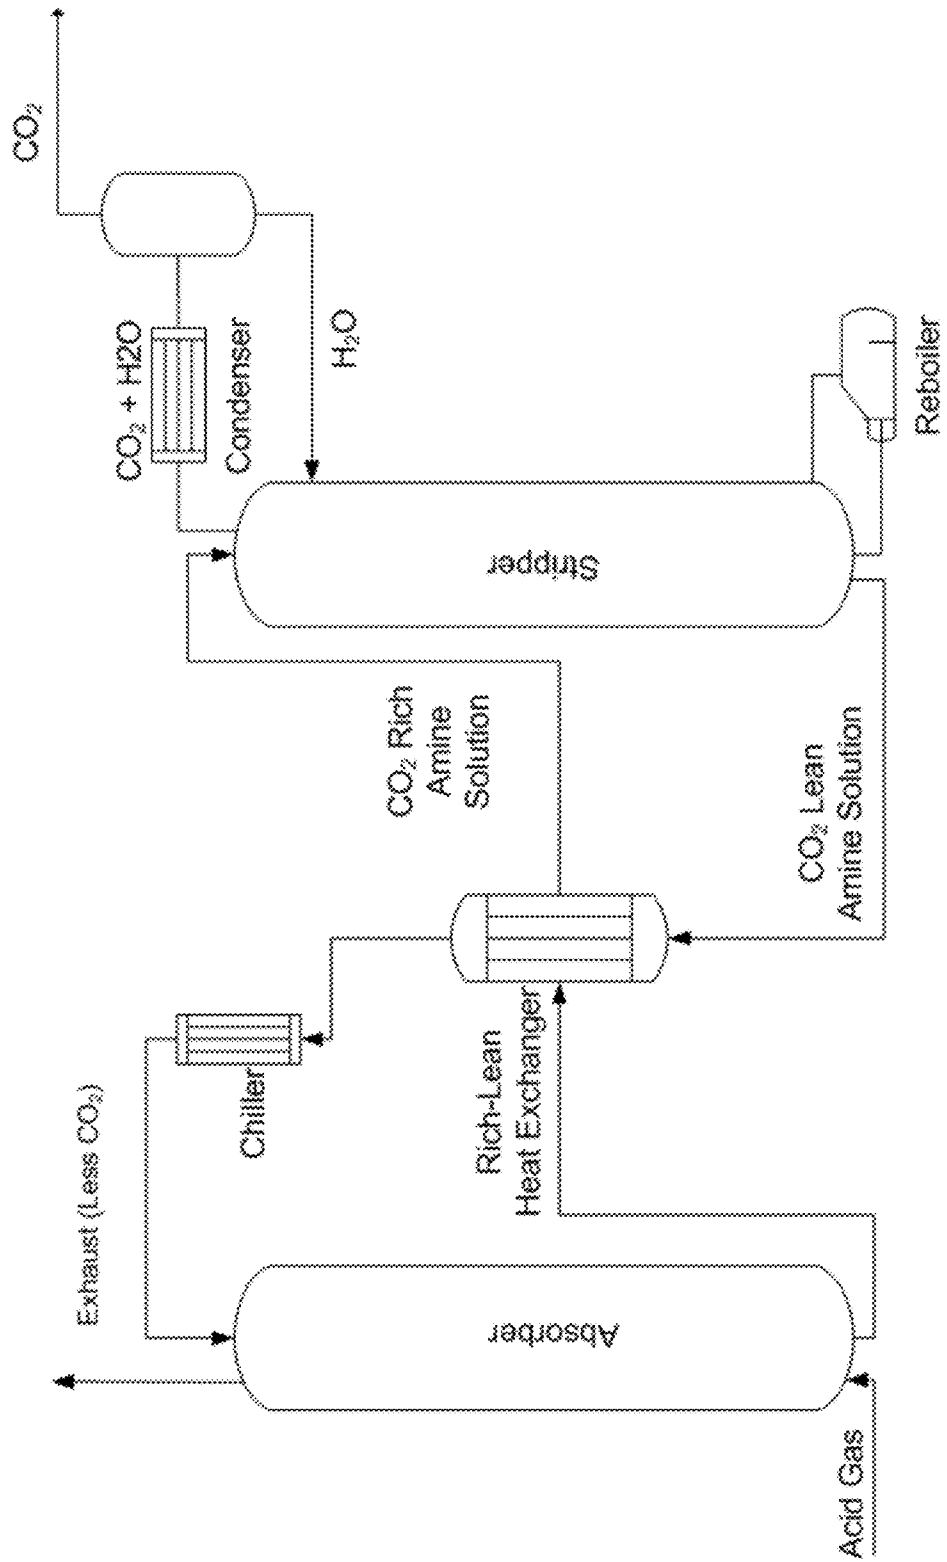 Exhaust (Less CO₂)
Chiller
CO₂ + H2O
Condenser
CO₂
H₂O
Absorber
Rich-Lean
Heat Exchanger
CO₂ Rich
Amine
Solution
Stripper
Acid Gas
CO₂ Lean
Amine Solution
Reboiler